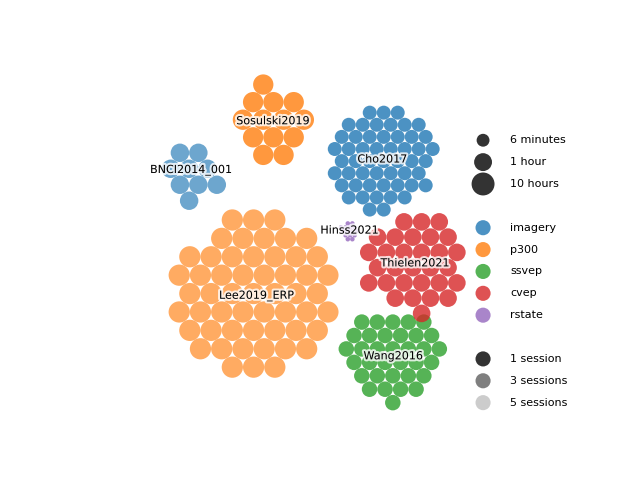 Sosulski2019
Cho2017
BNCI2014_001
Hinss2021
Thielen2021
Lee2019_ERP
Wang2016
6 minutes
1 hour
10 hours
imagery
p300
ssvep
cvep
rstate
1 session
3 sessions
5 sessions